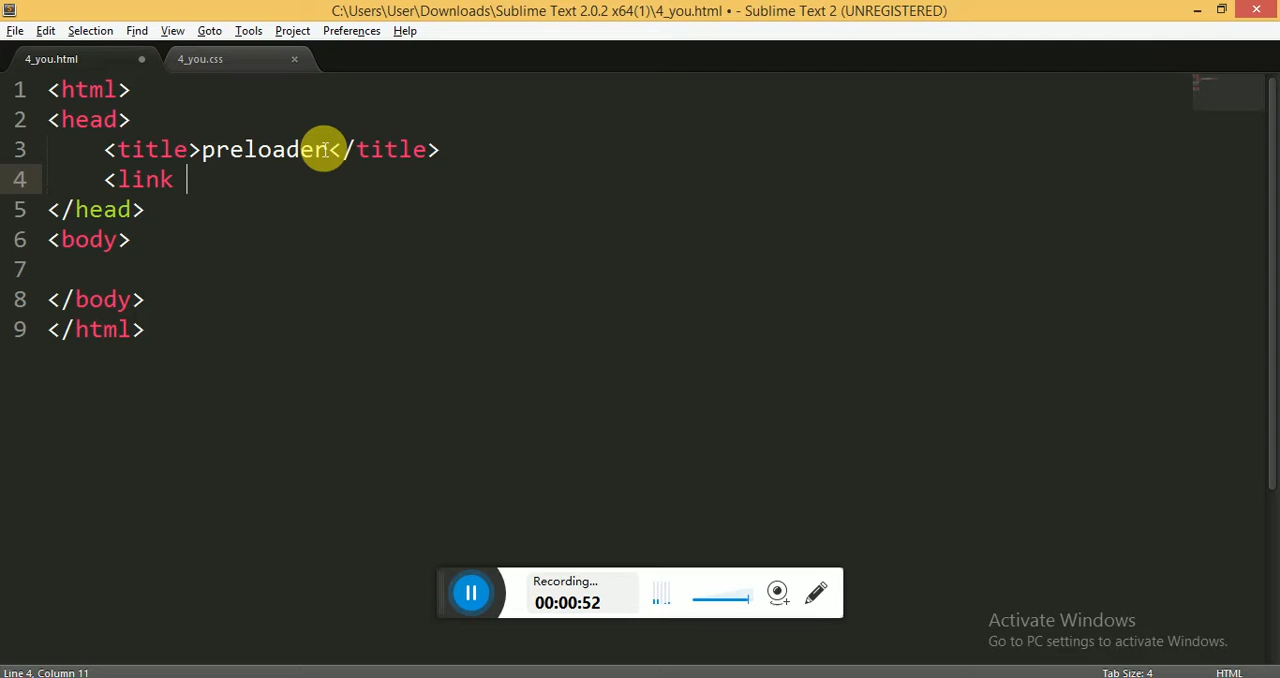 C:\Users\User\Downloads\Sublime Text 2.0.2 x64(1)\4_you.html • - Sublime Text 2 (UNREGISTERED)
File Edit Selection Find View Goto Tools Project Preferences Help
4_you.html 4_you.css
1 <html>
2 <head>
3 <title>preloader</title>
4 <link
5 </head>
6 <body>
7
8 </body>
9 </html>
Recording...
00:00:52
Activate Windows
Go to PC settings to activate Windows.
Line 4, Column 11 Tab Size: 4 HTML